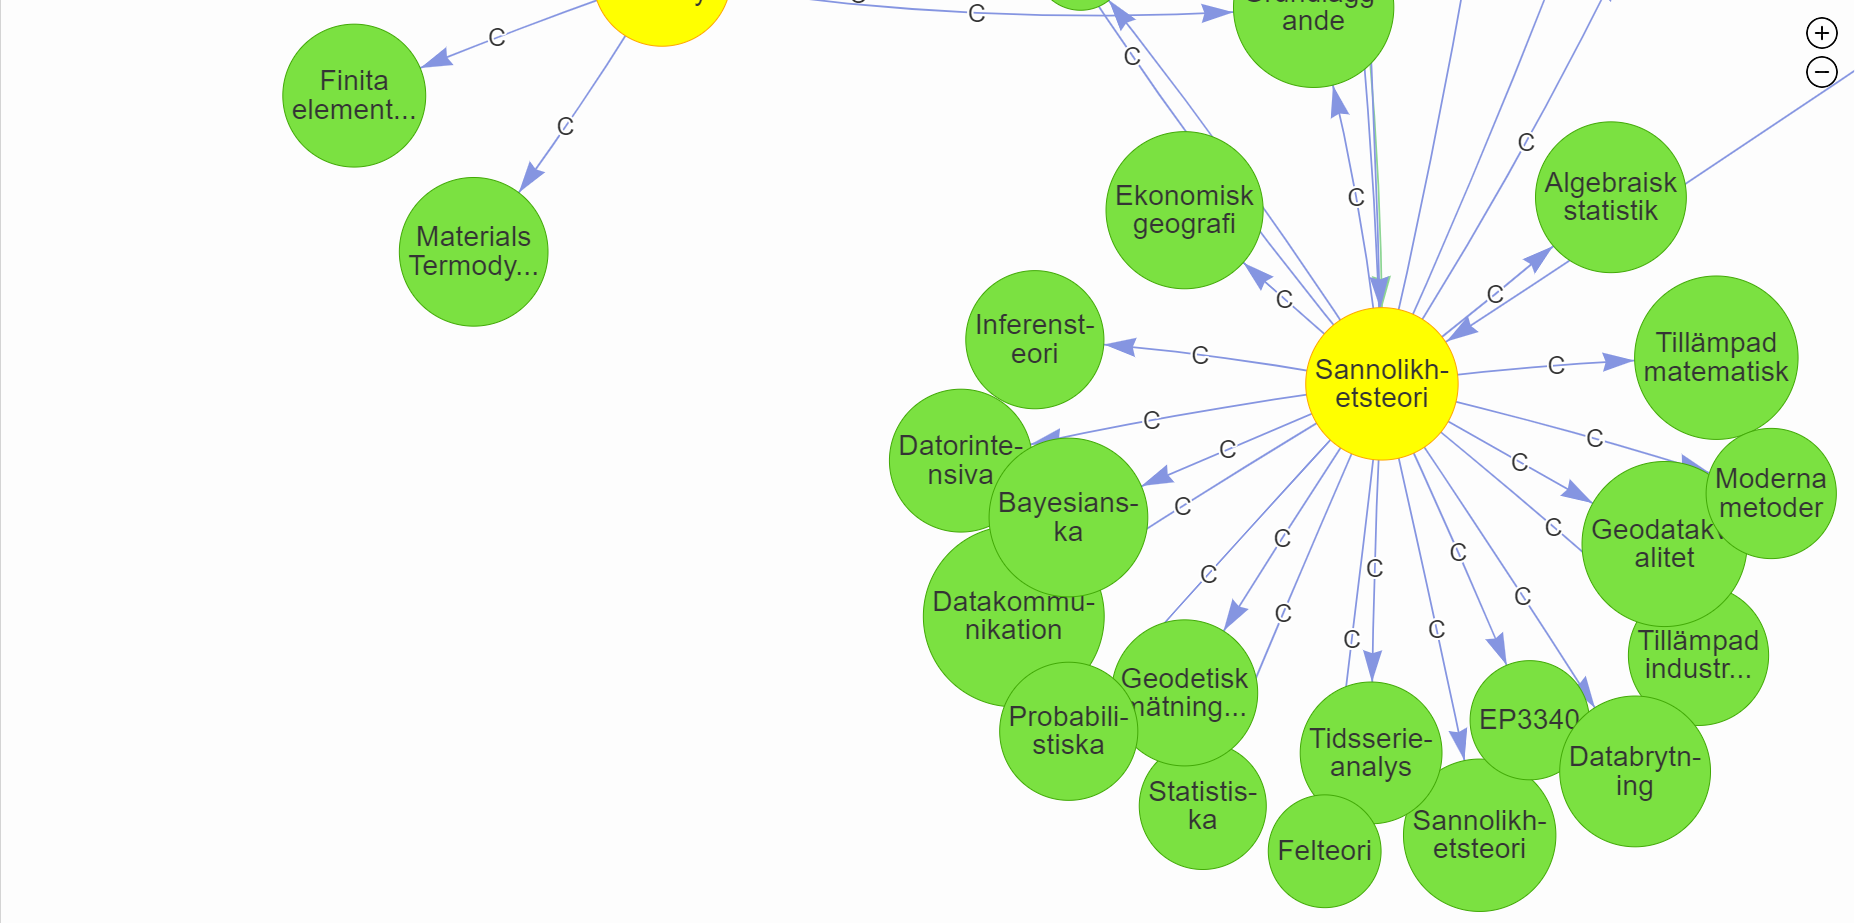 ande
C
C
C
+
−
Finita
element...
C
C
C
Algebraisk
statistik
Ekonomisk
geografi
C
Materials
Termody...
C
C
Inferenst-
eori
C
Tillämpad
matematisk
C
Sannolikh-
etsteori
C
C
Datorinte-
nsiva
C
C
Moderna
metoder
Bayesians-
ka
C
C
Geodatakv
alitet
C
C
C
C
C
Datakommu-
nikation
C
C
C
C
Tillämpad
industr...
Geodetisk
mätning...
Probabili-
stiska
EP3340
Tidsserie-
analys
Databrytn-
ing
Statistis-
ka
Sannolikh-
etsteori
Felteori